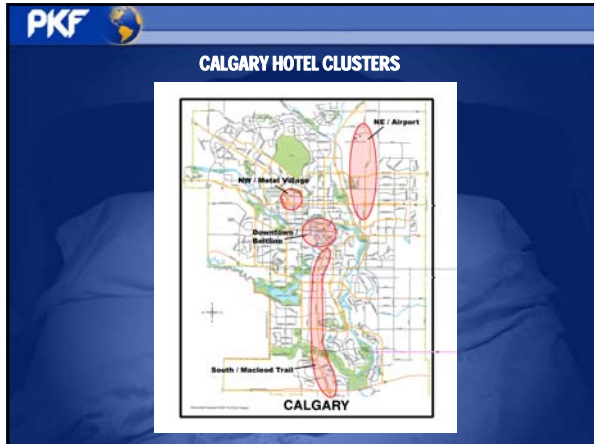 PKF
CALGARY HOTEL CLUSTERS
NE / Airport
NW / Motel Village
Downtown /
Beltline
South / Macleod Trail
CALGARY